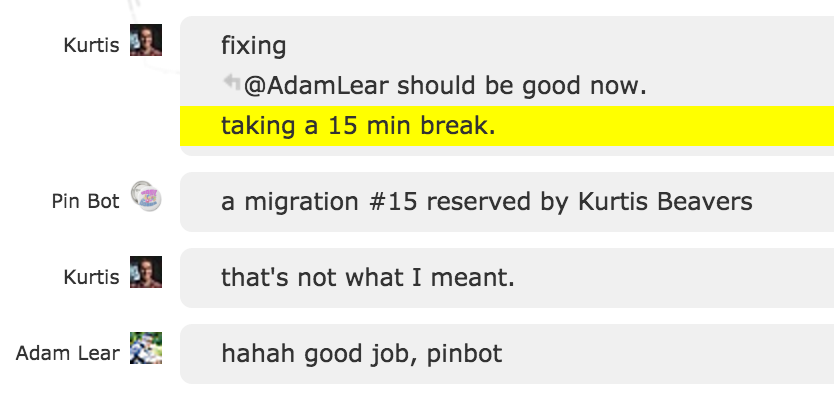 Kurtis
fixing
@AdamLear should be good now.
taking a 15 min break.
Pin Bot
a migration #15 reserved by Kurtis Beavers
Kurtis
that's not what I meant.
Adam Lear
hahah good job, pinbot